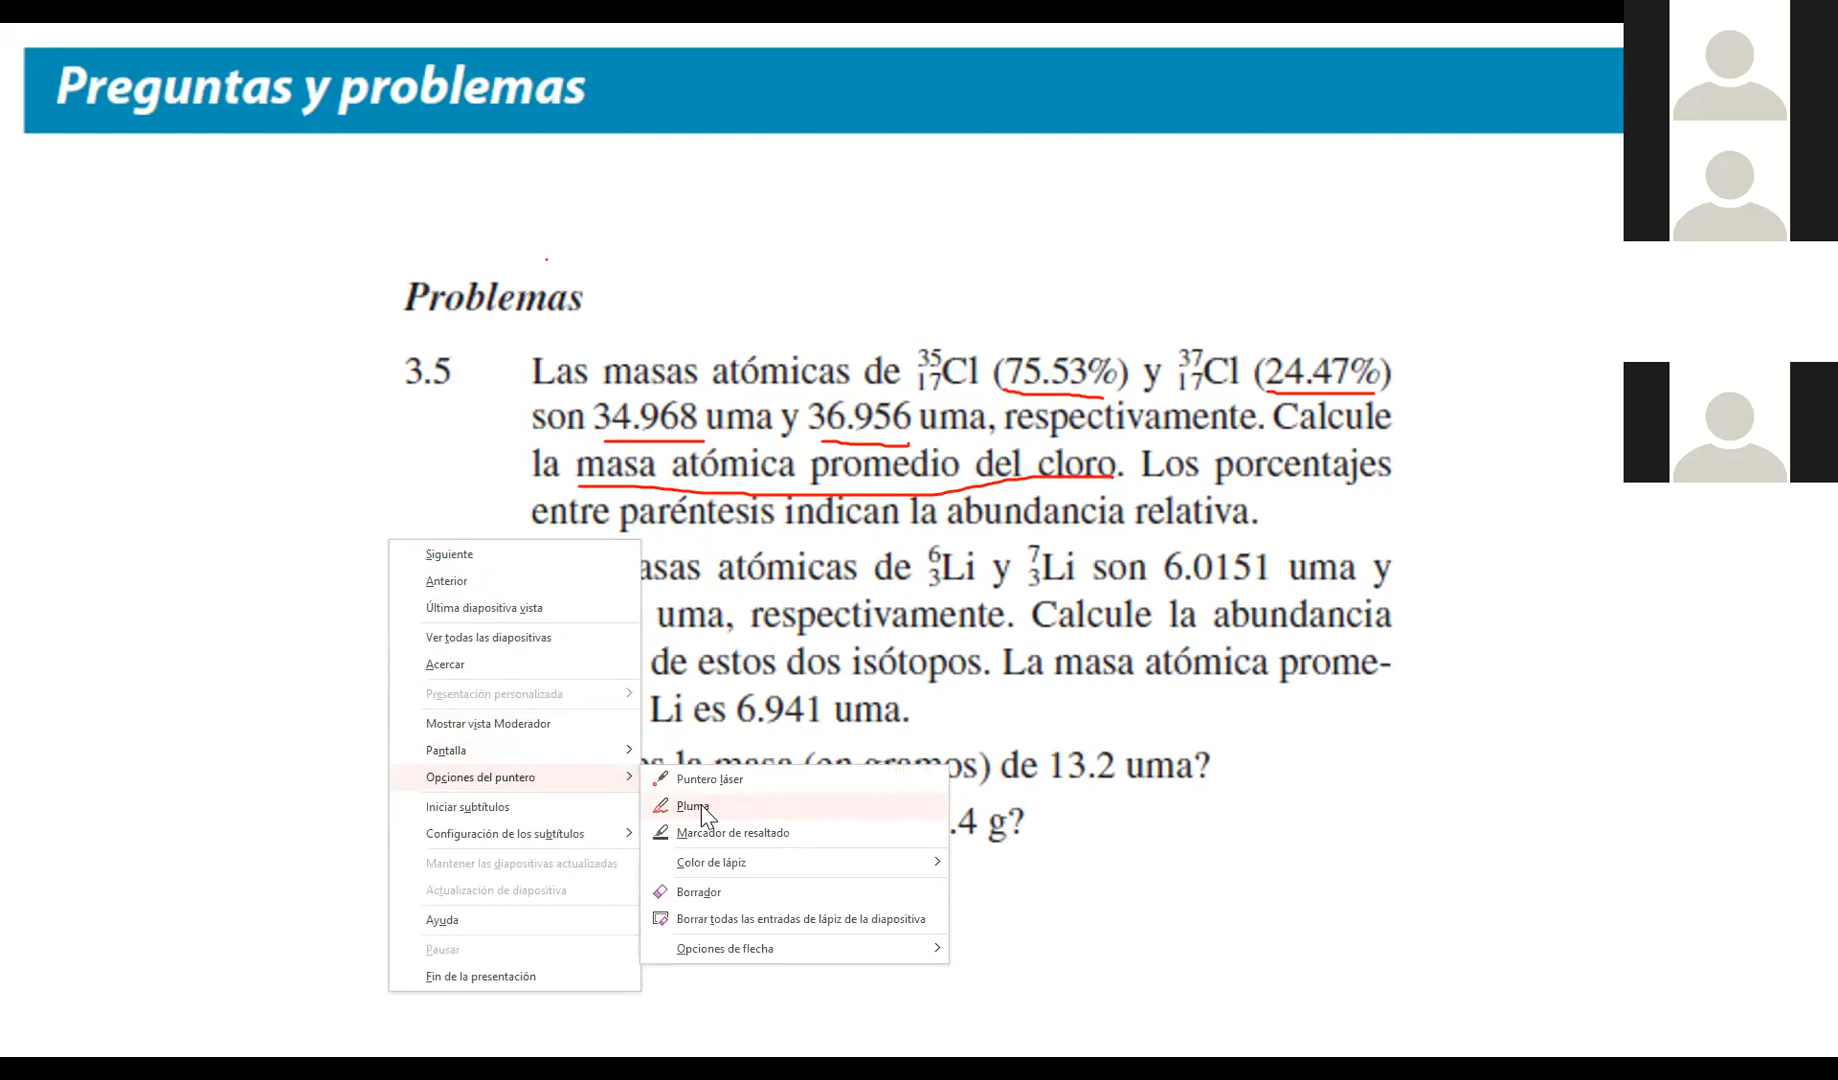 Preguntas y problemas
Problemas
3.5 Las masas atómicas de ³⁵₁₇Cl (75.53%) y ³⁷₁₇Cl (24.47%)
son 34.968 uma y 36.956 uma, respectivamente. Calcule
la masa atómica promedio del cloro. Los porcentajes
entre paréntesis indican la abundancia relativa.
asas atómicas de ⁶₃Li y ⁷₃Li son 6.0151 uma y
uma, respectivamente. Calcule la abundancia
de estos dos isótopos. La masa atómica prome-
Li es 6.941 uma.
la masa (en gramos) de 13.2 uma?
.4 g?
Siguiente
Anterior
Última diapositiva vista
Ver todas las diapositivas
Acercar
Presentación personalizada
Mostrar vista Moderador
Pantalla
Opciones del puntero
Iniciar subtítulos
Configuración de los subtítulos
Mantener las diapositivas actualizadas
Actualización de diapositiva
Ayuda
Pausar
Fin de la presentación
Puntero láser
Pluma
Marcador de resaltado
Color de lápiz
Borrador
Borrar todas las entradas de lápiz de la diapositiva
Opciones de flecha